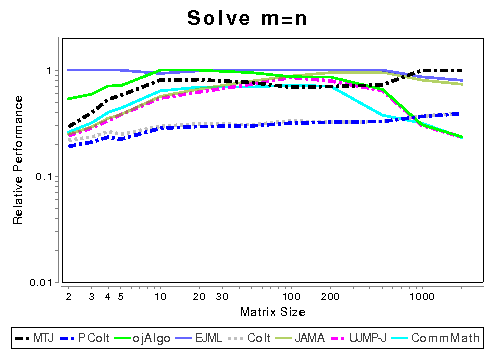 Solve m=n
Relative Performance
1
0.1
0.01
2 3 4 5 10 20 30 100 200 1000
Matrix Size
MTJ PColt ojAlgo EJML Colt JAMA UJMP-J CommMath